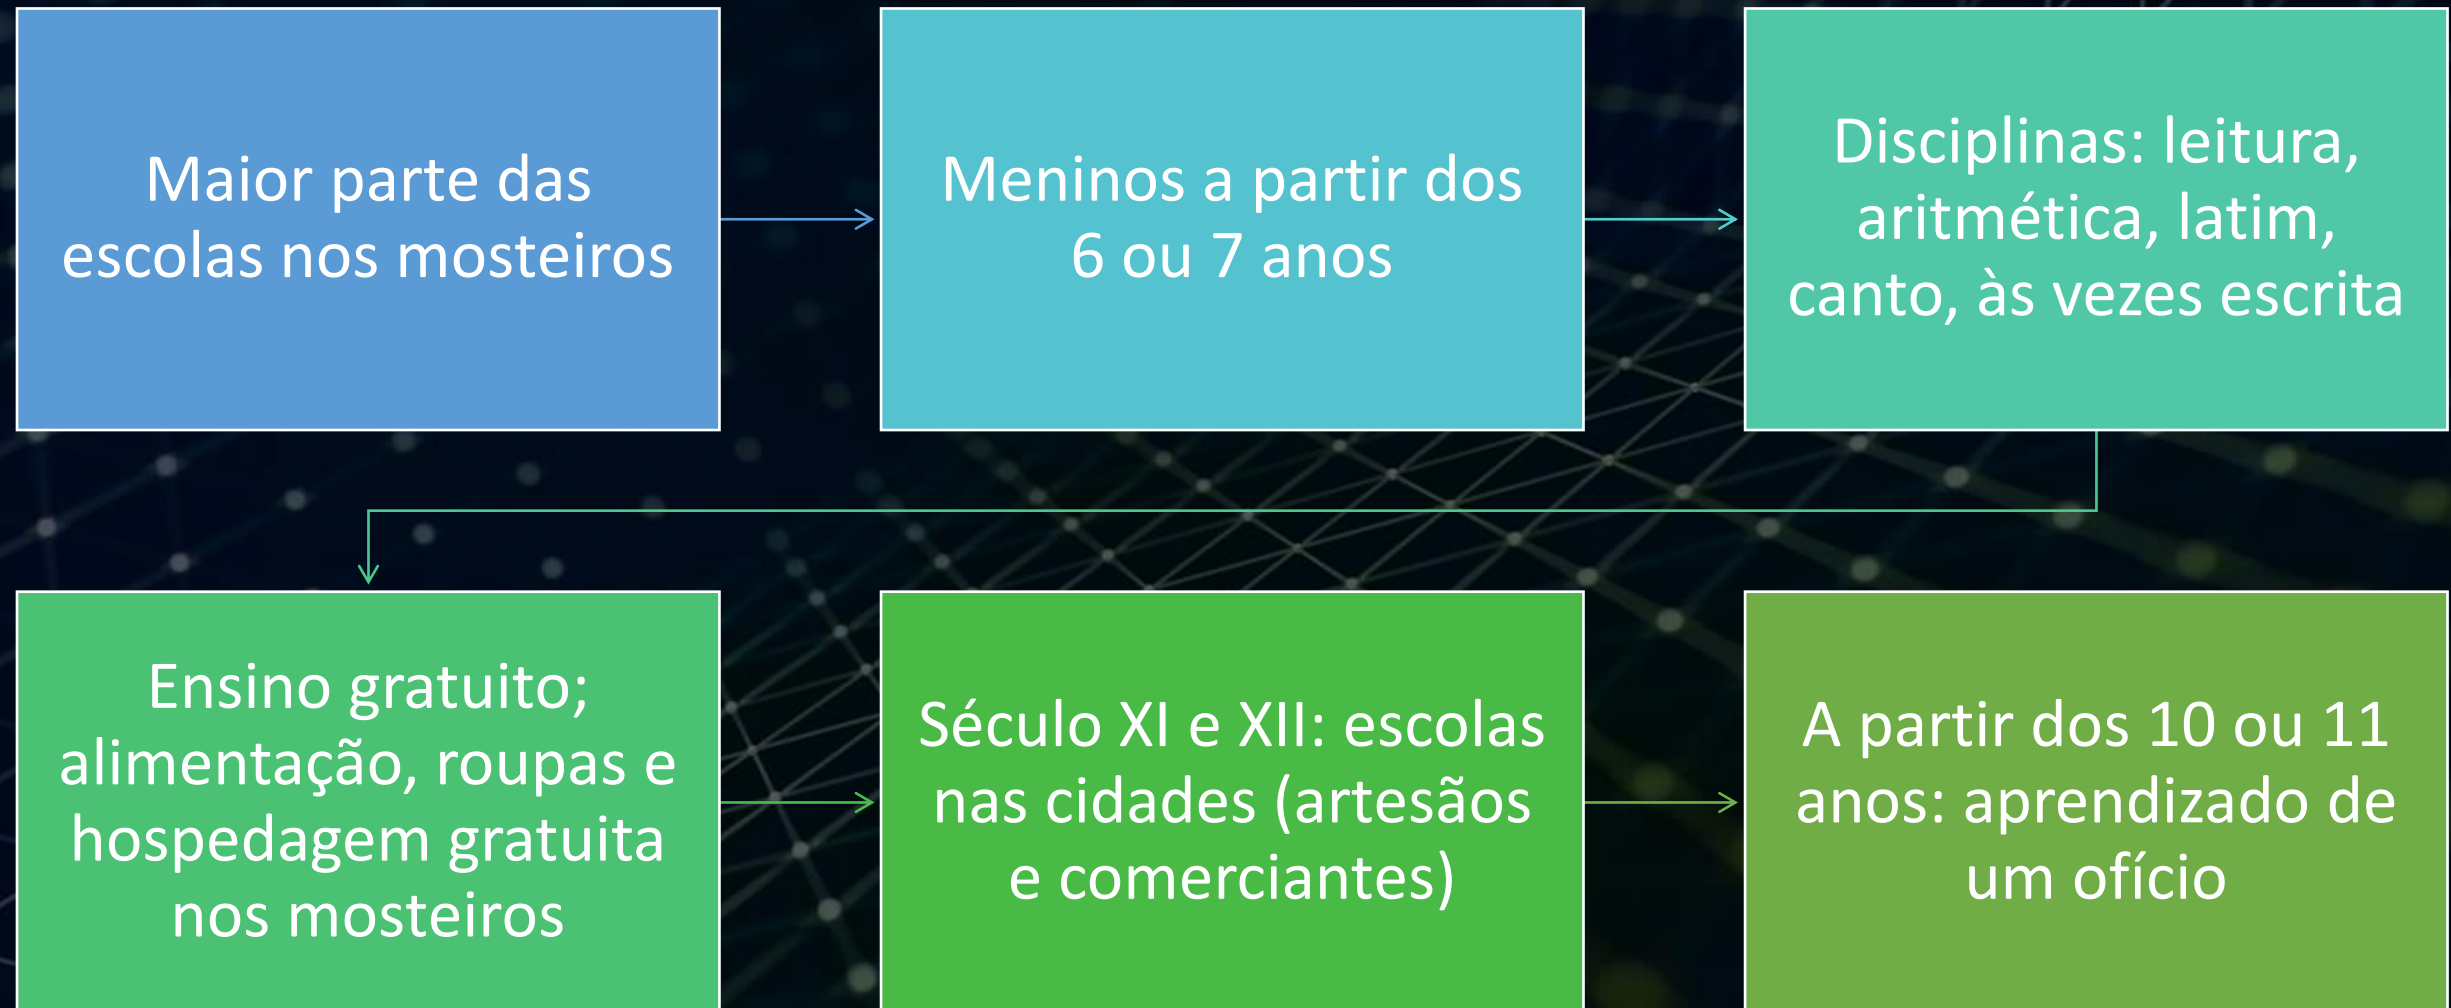 Maior parte das
escolas nos mosteiros
Meninos a partir dos
6 ou 7 anos
Disciplinas: leitura,
aritmética, latim,
canto, às vezes escrita
Ensino gratuito;
alimentação, roupas e
hospedagem gratuita
nos mosteiros
Século XI e XII: escolas
nas cidades (artesãos
e comerciantes)
A partir dos 10 ou 11
anos: aprendizado de
um ofício